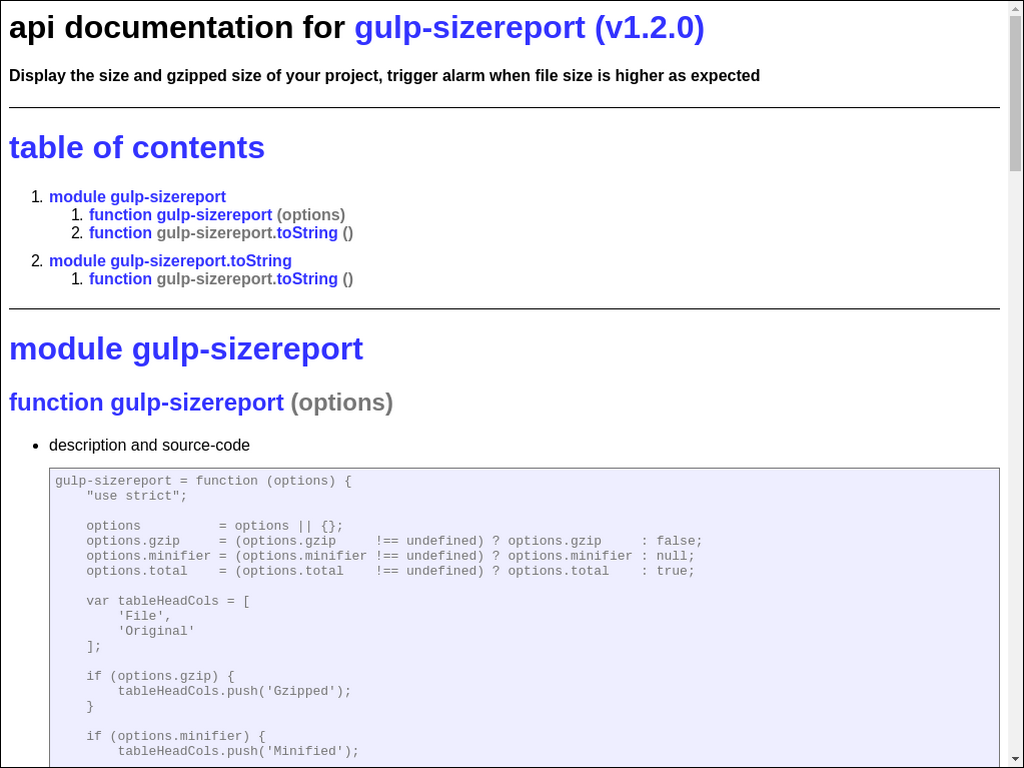 api documentation for gulp-sizereport (v1.2.0)
Display the size and gzipped size of your project, trigger alarm when file size is higher as expected
table of contents
1. module gulp-sizereport
1. function gulp-sizereport (options)
2. function gulp-sizereport.toString ()
2. module gulp-sizereport.toString
1. function gulp-sizereport.toString ()
module gulp-sizereport
function gulp-sizereport (options)
• description and source-code
gulp-sizereport = function (options) {
    "use strict";
    options          = options || {};
    options.gzip     = (options.gzip     !== undefined) ? options.gzip     : false;
    options.minifier = (options.minifier !== undefined) ? options.minifier : null;
    options.total    = (options.total    !== undefined) ? options.total    : true;
    var tableHeadCols = [
        'File',
        'Original'
    ];
    if (options.gzip) {
        tableHeadCols.push('Gzipped');
    }
    if (options.minifier) {
        tableHeadCols.push('Minified');